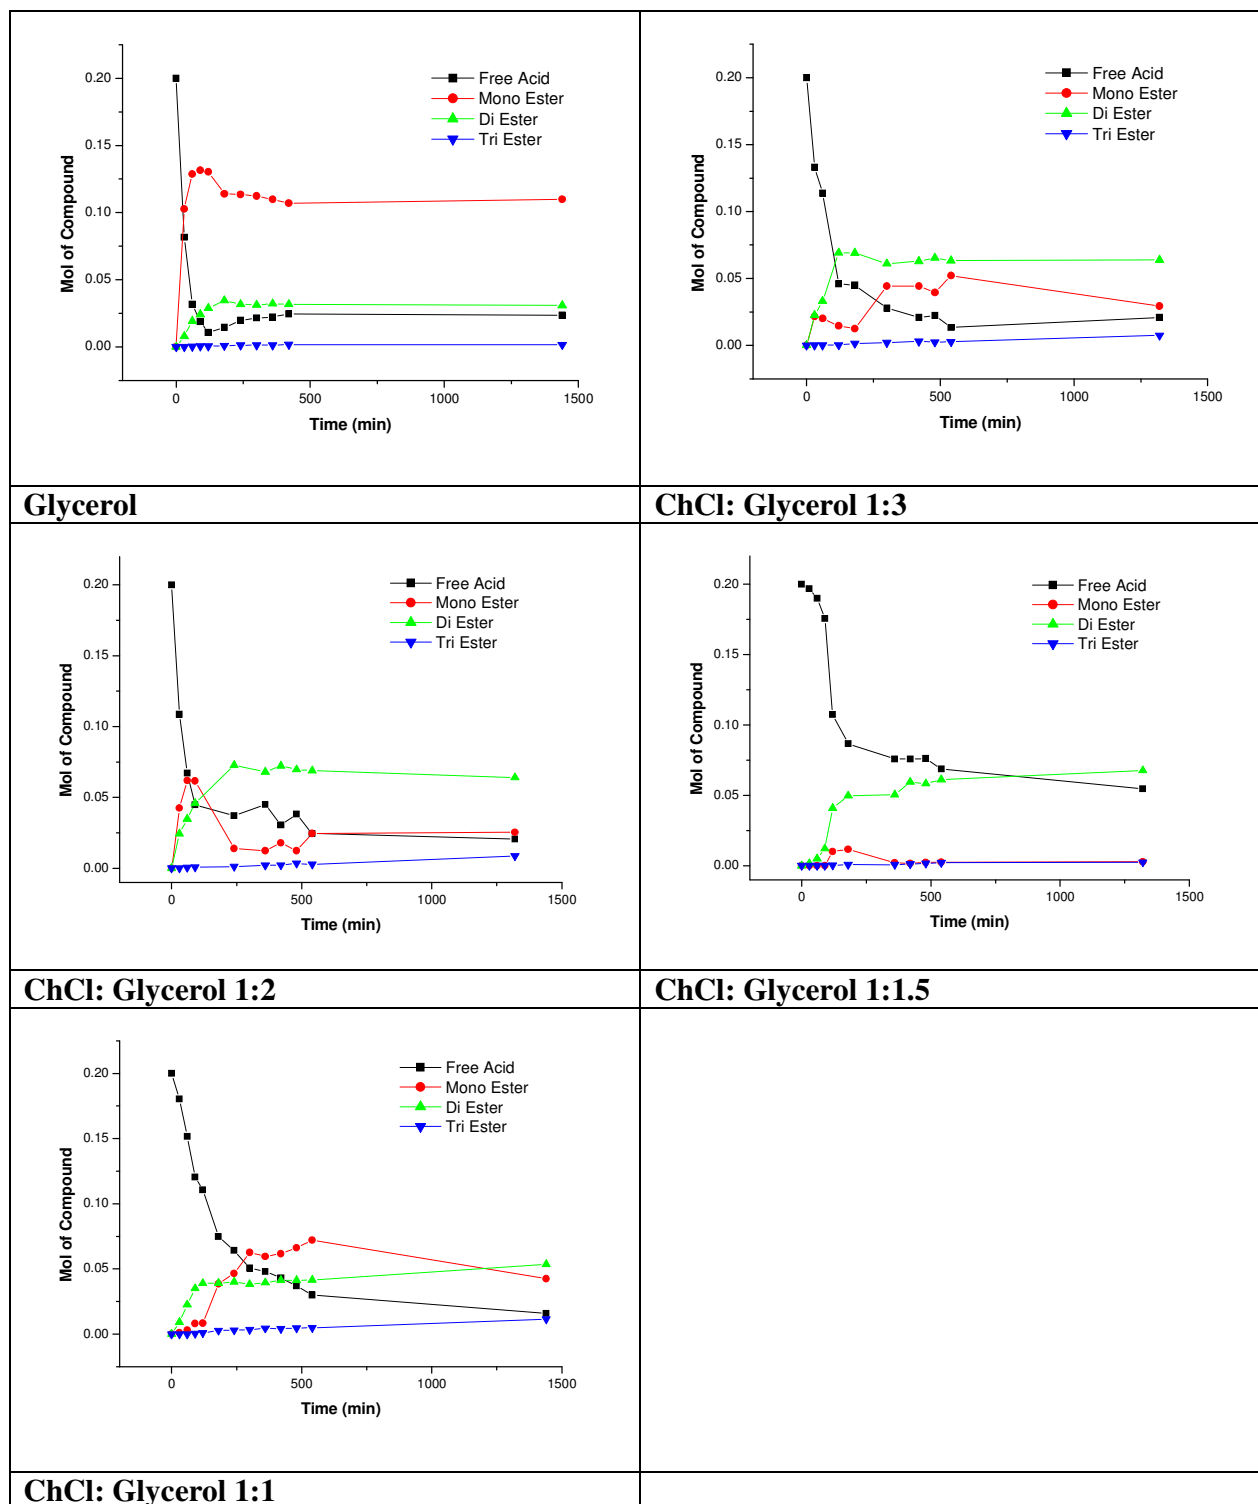 0.20
0.15
0.10
0.05
0.00
Mol of Compound
0
500
1000
1500
Time (min)
Free Acid
Mono Ester
Di Ester
Tri Ester
Glycerol
0.20
0.15
0.10
0.05
0.00
Mol of Compound
0
500
1000
1500
Time (min)
Free Acid
Mono Ester
Di Ester
Tri Ester
ChCl: Glycerol 1:3
0.20
0.15
0.10
0.05
0.00
Mol of Compound
0
500
1000
1500
Time (min)
Free Acid
Mono Ester
Di Ester
Tri Ester
ChCl: Glycerol 1:2
0.20
0.15
0.10
0.05
0.00
Mol of Compound
0
500
1000
1500
Time (min)
Free Acid
Mono Ester
Di Ester
Tri Ester
ChCl: Glycerol 1:1.5
0.20
0.15
0.10
0.05
0.00
Mol of Compound
0
500
1000
1500
Time (min)
Free Acid
Mono Ester
Di Ester
Tri Ester
ChCl: Glycerol 1:1